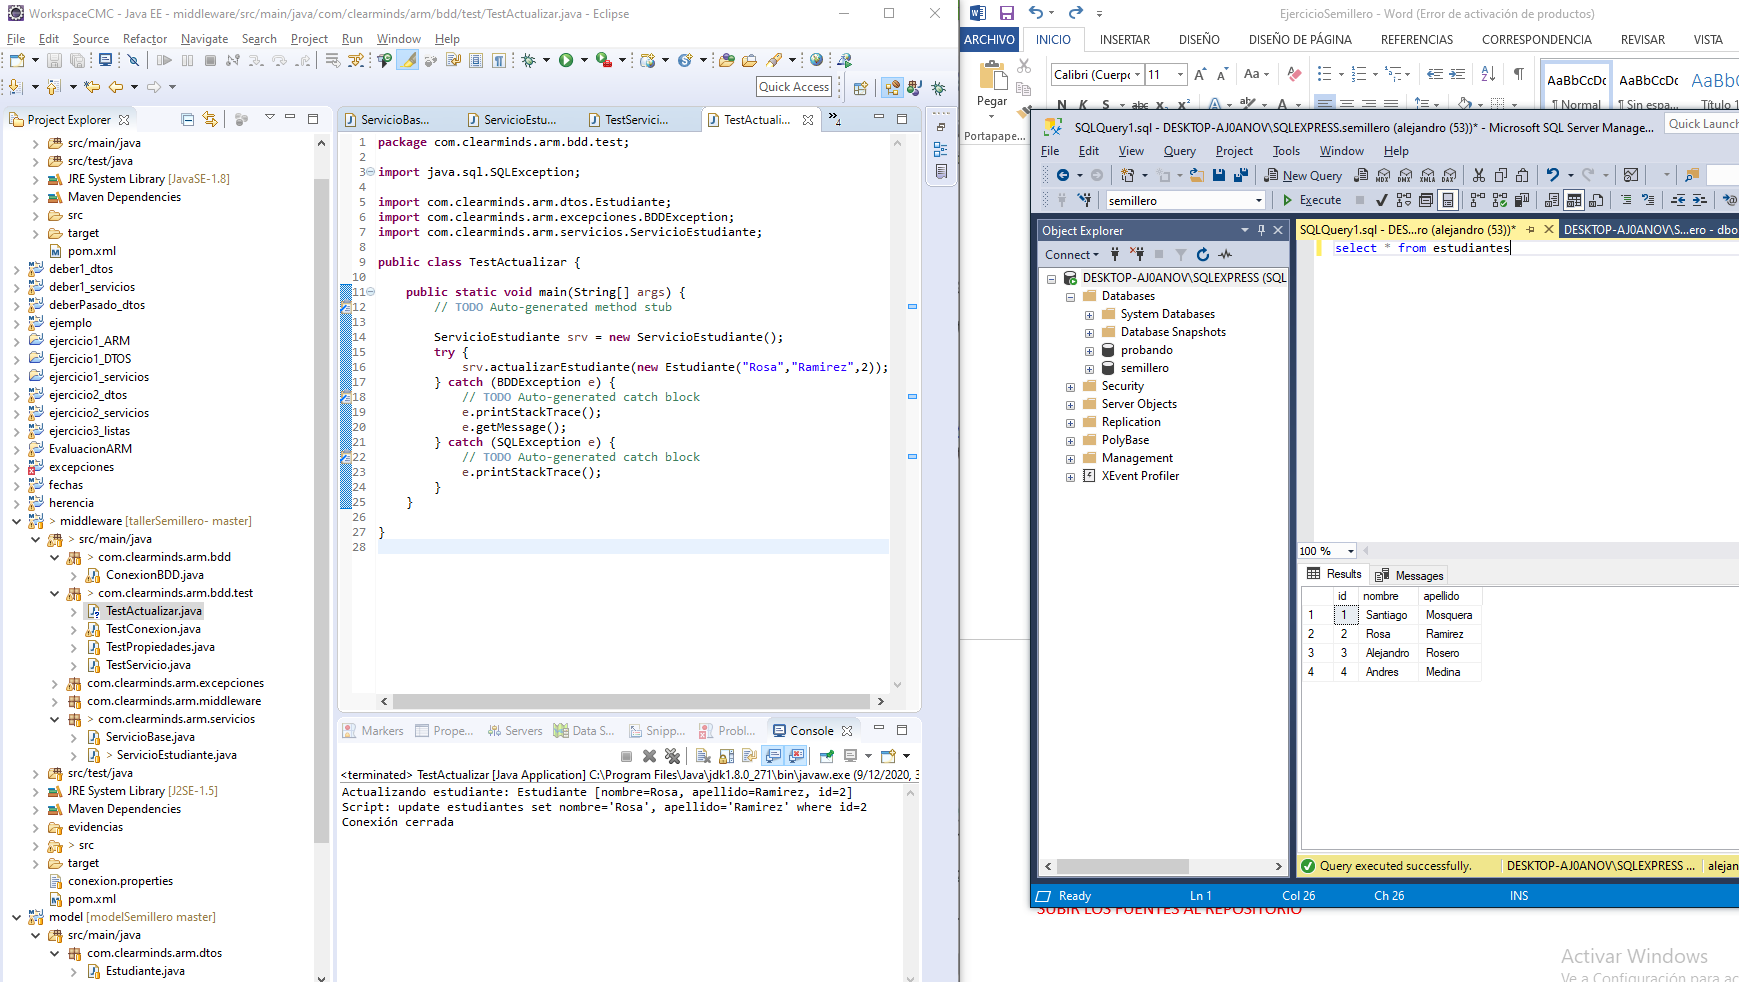 WorkspaceCMC - Java EE - middleware/src/main/java/com/clearminds/arm/bdd/test/TestActualizar.java - Eclipse
File Edit Source Refactor Navigate Search Project Run Window Help
Quick Access
Project Explorer
src/main/java
src/test/java
JRE System Library [JavaSE-1.8]
Maven Dependencies
src
target
pom.xml
deber1_dtos
deber1_servicios
deberPasado_dtos
ejemplo
ejercicio1_ARM
Ejercicio1_DTOS
ejercicio1_servicios
ejercicio2_dtos
ejercicio2_servicios
ejercicio3_listas
EvaluacionARM
excepciones
fechas
herencia
> middleware [tallerSemillero- master]
> src/main/java
> com.clearminds.arm.bdd
ConexionBDD.java
> com.clearminds.arm.bdd.test
TestActualizar.java
TestConexion.java
TestPropiedades.java
TestServicio.java
com.clearminds.arm.excepciones
com.clearminds.arm.middleware
> com.clearminds.arm.servicios
ServicioBase.java
> ServicioEstudiante.java
src/test/java
JRE System Library [J2SE-1.5]
Maven Dependencies
evidencias
> src
target
conexion.properties
pom.xml
model [modelSemillero master]
src/main/java
com.clearminds.arm.dtos
Estudiante.java
ServicioBas... ServicioEstu... TestServici... TestActuali... »4
1 package com.clearminds.arm.bdd.test;
2
3 import java.sql.SQLException;
4
5 import com.clearminds.arm.dtos.Estudiante;
6 import com.clearminds.arm.excepciones.BDDException;
7 import com.clearminds.arm.servicios.ServicioEstudiante;
8
9 public class TestActualizar {
10
11 public static void main(String[] args) {
12 // TODO Auto-generated method stub
13
14 ServicioEstudiante srv = new ServicioEstudiante();
15 try {
16 srv.actualizarEstudiante(new Estudiante("Rosa","Ramirez",2));
17 } catch (BDDException e) {
18 // TODO Auto-generated catch block
19 e.printStackTrace();
20 e.getMessage();
21 } catch (SQLException e) {
22 // TODO Auto-generated catch block
23 e.printStackTrace();
24 }
25 }
26
27 }
28
Markers Prope... Servers Data S... Snipp... Probl... Console
<terminated> TestActualizar [Java Application] C:\Program Files\Java\jdk1.8.0_271\bin\javaw.exe (9/12/2020, 3
Actualizando estudiante: Estudiante [nombre=Rosa, apellido=Ramirez, id=2]
Script: update estudiantes set nombre='Rosa', apellido='Ramirez' where id=2
Conexión cerrada
EjercicioSemillero - Word (Error de activación de productos)
ARCHIVO INICIO INSERTAR DISEÑO DISEÑO DE PÁGINA REFERENCIAS CORRESPONDENCIA REVISAR VISTA
Pegar
Portapape...
Calibri (Cuerpo 11
N K S abc x₂ x²
AaBbCcDc AaBbCcDc AaBbC
¶ Normal ¶ Sin espa... Título 1
SQLQuery1.sql - DESKTOP-AJ0ANOV\SQLEXPRESS.semillero (alejandro (53))* - Microsoft SQL Server Manage...
Quick Launch
File Edit View Query Project Tools Window Help
New Query
semillero
Execute
Object Explorer
Connect
DESKTOP-AJ0ANOV\SQLEXPRESS (SQL
Databases
System Databases
Database Snapshots
probando
semillero
Security
Server Objects
Replication
PolyBase
Management
XEvent Profiler
SQLQuery1.sql - DES...ro (alejandro (53))* DESKTOP-AJ0ANOV\S...ero - dbo
select * from estudiantes
100 %
Results Messages
id nombre apellido
1 1 Santiago Mosquera
2 2 Rosa Ramirez
3 3 Alejandro Rosero
4 4 Andres Medina
Query executed successfully. DESKTOP-AJ0ANOV\SQLEXPRESS ... alejan
Ready Ln 1 Col 26 Ch 26 INS
SUBIR LOS FUENTES AL REPOSITORIO
Activar Windows
Ve a Configuración para ac